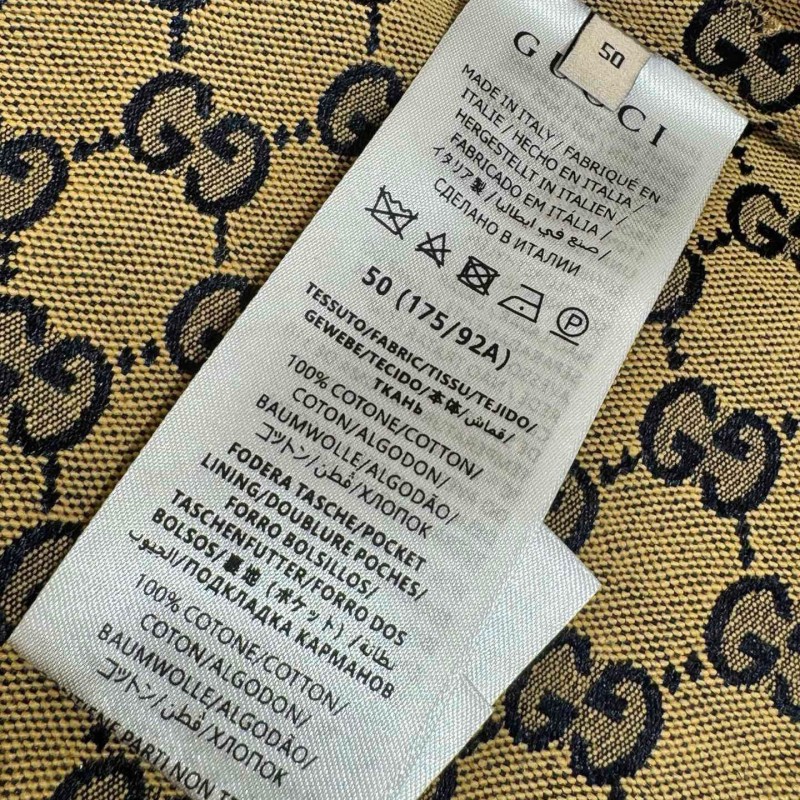 50
GUCCI
MADE IN ITALY / FABRIQUÉ EN
ITALIE / HECHO EN ITALIA /
HERGESTELLT IN ITALIEN /
FABRICADO EM ITÁLIA /
イタリア製 / صنع في ايطاليا /
СДЕЛАНО В ИТАЛИИ
P
50 (175/92A)
TESSUTO/FABRIC/TISSU/TEJIDO/
GEWEBE/TECIDO/本体/قماش/
ТКАНЬ
100% COTONE/COTTON/
COTON/ALGODON/
BAUMWOLLE/ALGODÃO/
コットン/قطن/ХЛОПОК
FODERA TASCHE/POCKET
LINING/DOUBLURE POCHES/
FORRO BOLSILLOS/
TASCHENFUTTER/FORRO DOS
BOLSOS/裏地 (ポケット)/بطانة
الجيوب/ПОДКЛАДКА КАРМАНОВ
100% COTONE/COTTON/
COTON/ALGODON/
BAUMWOLLE/ALGODÃO/
コットン/قطن/ХЛОПОК
PARTI NON